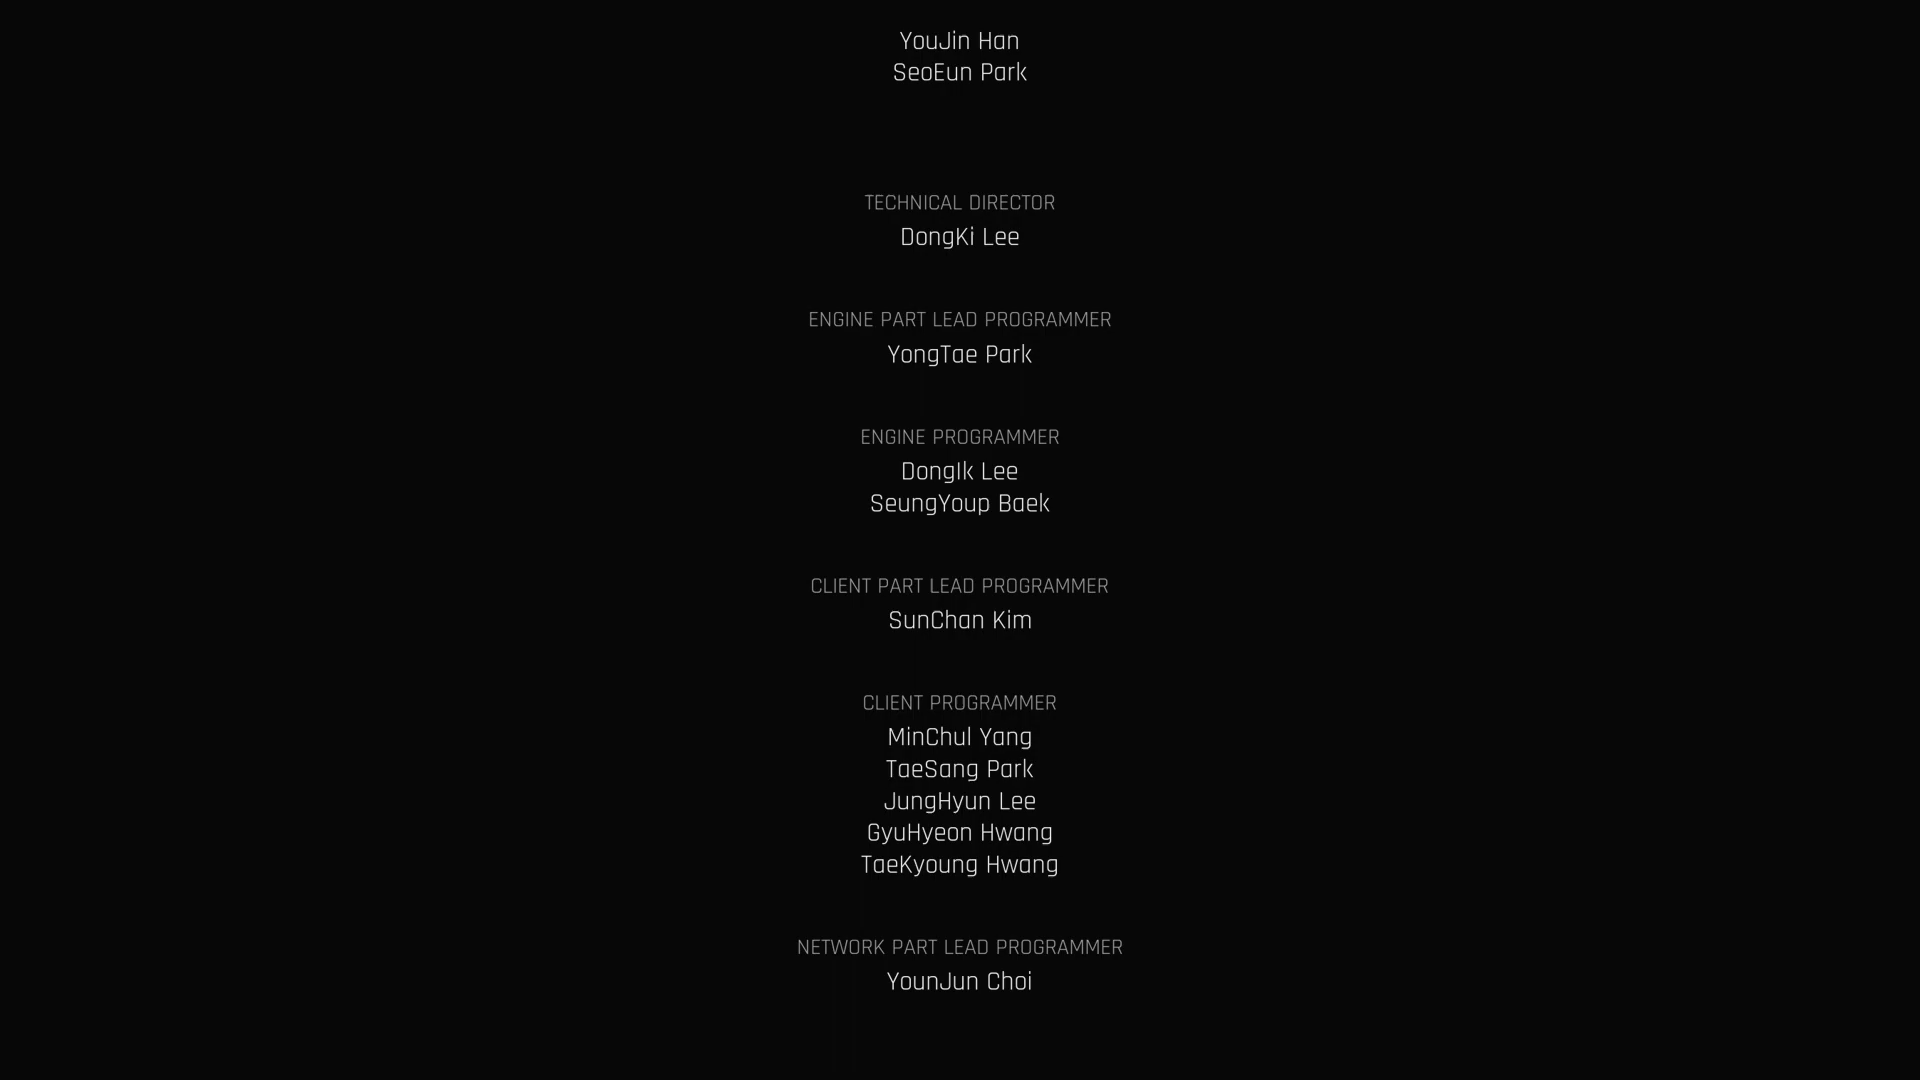 YouJin Han
SeoEun Park
TECHNICAL DIRECTOR
DongKi Lee
ENGINE PART LEAD PROGRAMMER
YongTae Park
ENGINE PROGRAMMER
DongIk Lee
SeungYoup Baek
CLIENT PART LEAD PROGRAMMER
SunChan Kim
CLIENT PROGRAMMER
MinChul Yang
TaeSang Park
JungHyun Lee
GyuHyeon Hwang
TaeKyoung Hwang
NETWORK PART LEAD PROGRAMMER
YounJun Choi